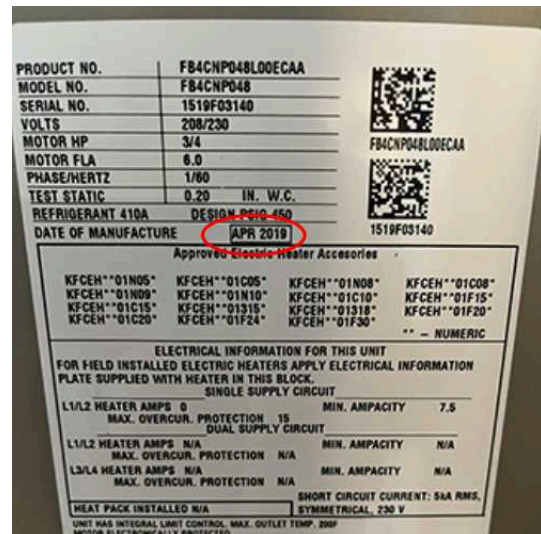 PRODUCT NO. FB4CNP048L00ECAA
MODEL NO. FB4CNP048
SERIAL NO. 1519F03140
VOLTS 208/230
MOTOR HP 3/4
MOTOR FLA 6.0
PHASE/HERTZ 1/60
TEST STATIC 0.20 IN. W.C.
REFRIGERANT 410A DESIGN PSIG 450
DATE OF MANUFACTURE APR 2019
FB4CNP048L00ECAA
1519F03140
Approved Electric Heater Accesories
KFCEH**01N05* KFCEH**01C05* KFCEH**01N08* KFCEH**01C08*
KFCEH**01N09* KFCEH**01N10* KFCEH**01C10* KFCEH**01F15*
KFCEH**01C15* KFCEH**01315* KFCEH**01318* KFCEH**01F20*
KFCEH**01C20* KFCEH**01F24* KFCEH**01F30*
** – NUMERIC
ELECTRICAL INFORMATION FOR THIS UNIT
FOR FIELD INSTALLED ELECTRIC HEATERS APPLY ELECTRICAL INFORMATION
PLATE SUPPLIED WITH HEATER IN THIS BLOCK.
SINGLE SUPPLY CIRCUIT
L1/L2 HEATER AMPS 0 MIN. AMPACITY 7.5
MAX. OVERCUR. PROTECTION 15
DUAL SUPPLY CIRCUIT
L1/L2 HEATER AMPS N/A MIN. AMPACITY N/A
MAX. OVERCUR. PROTECTION N/A
L3/L4 HEATER AMPS N/A MIN. AMPACITY N/A
MAX. OVERCUR. PROTECTION N/A
SHORT CIRCUIT CURRENT: 5kA RMS,
HEAT PACK INSTALLED N/A SYMMETRICAL, 230 V
UNIT HAS INTEGRAL LIMIT CONTROL. MAX. OUTLET TEMP. 200F
MOTOR ELECTRONICALLY PROTECTED